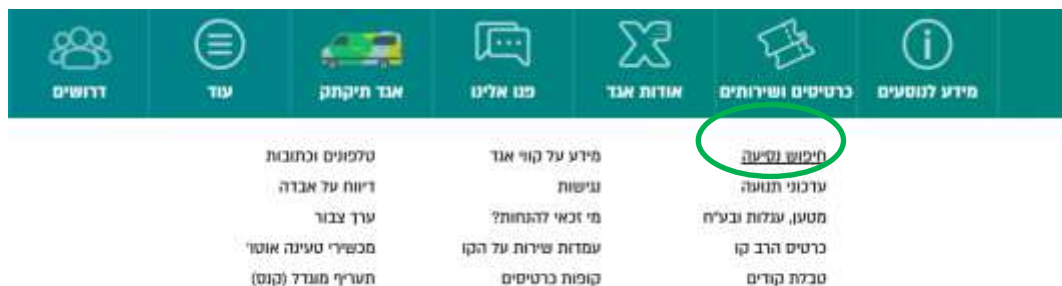 מידע לנוסעים כרטיסים ושירותים אודות אגד פנו אלינו אגד תיקתק עוד דרושים
חיפוש נסיעה מידע על קווי אגד טלפונים וכתובות
עדכוני תנועה נגישות דיווח על אבדה
מטען, עגלות ובע"ח מי זכאי להנחות? ערך צבור
כרטיס הרב קו עמדות שירות על הקו מכשירי טעינה אוטו'
טבלת קודים קופות כרטיסים תעריף מוגדל (קנס)